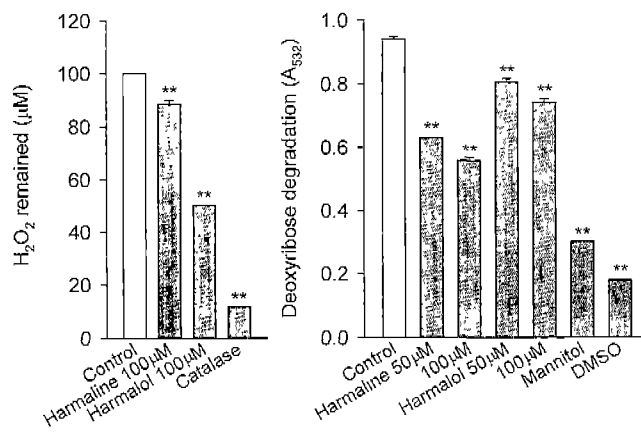 H₂O₂ remained (μM)
120
100
80
60
40
20
0
**
**
**
Control
Harmaline 100μM
Harmalol 100μM
Catalase
Deoxyribose degradation (A₅₃₂)
1.0
0.8
0.6
0.4
0.2
0.0
**
**
**
**
**
**
Control
Harmaline 50μM
100μM
Harmalol 50μM
100μM
Mannitol
DMSO